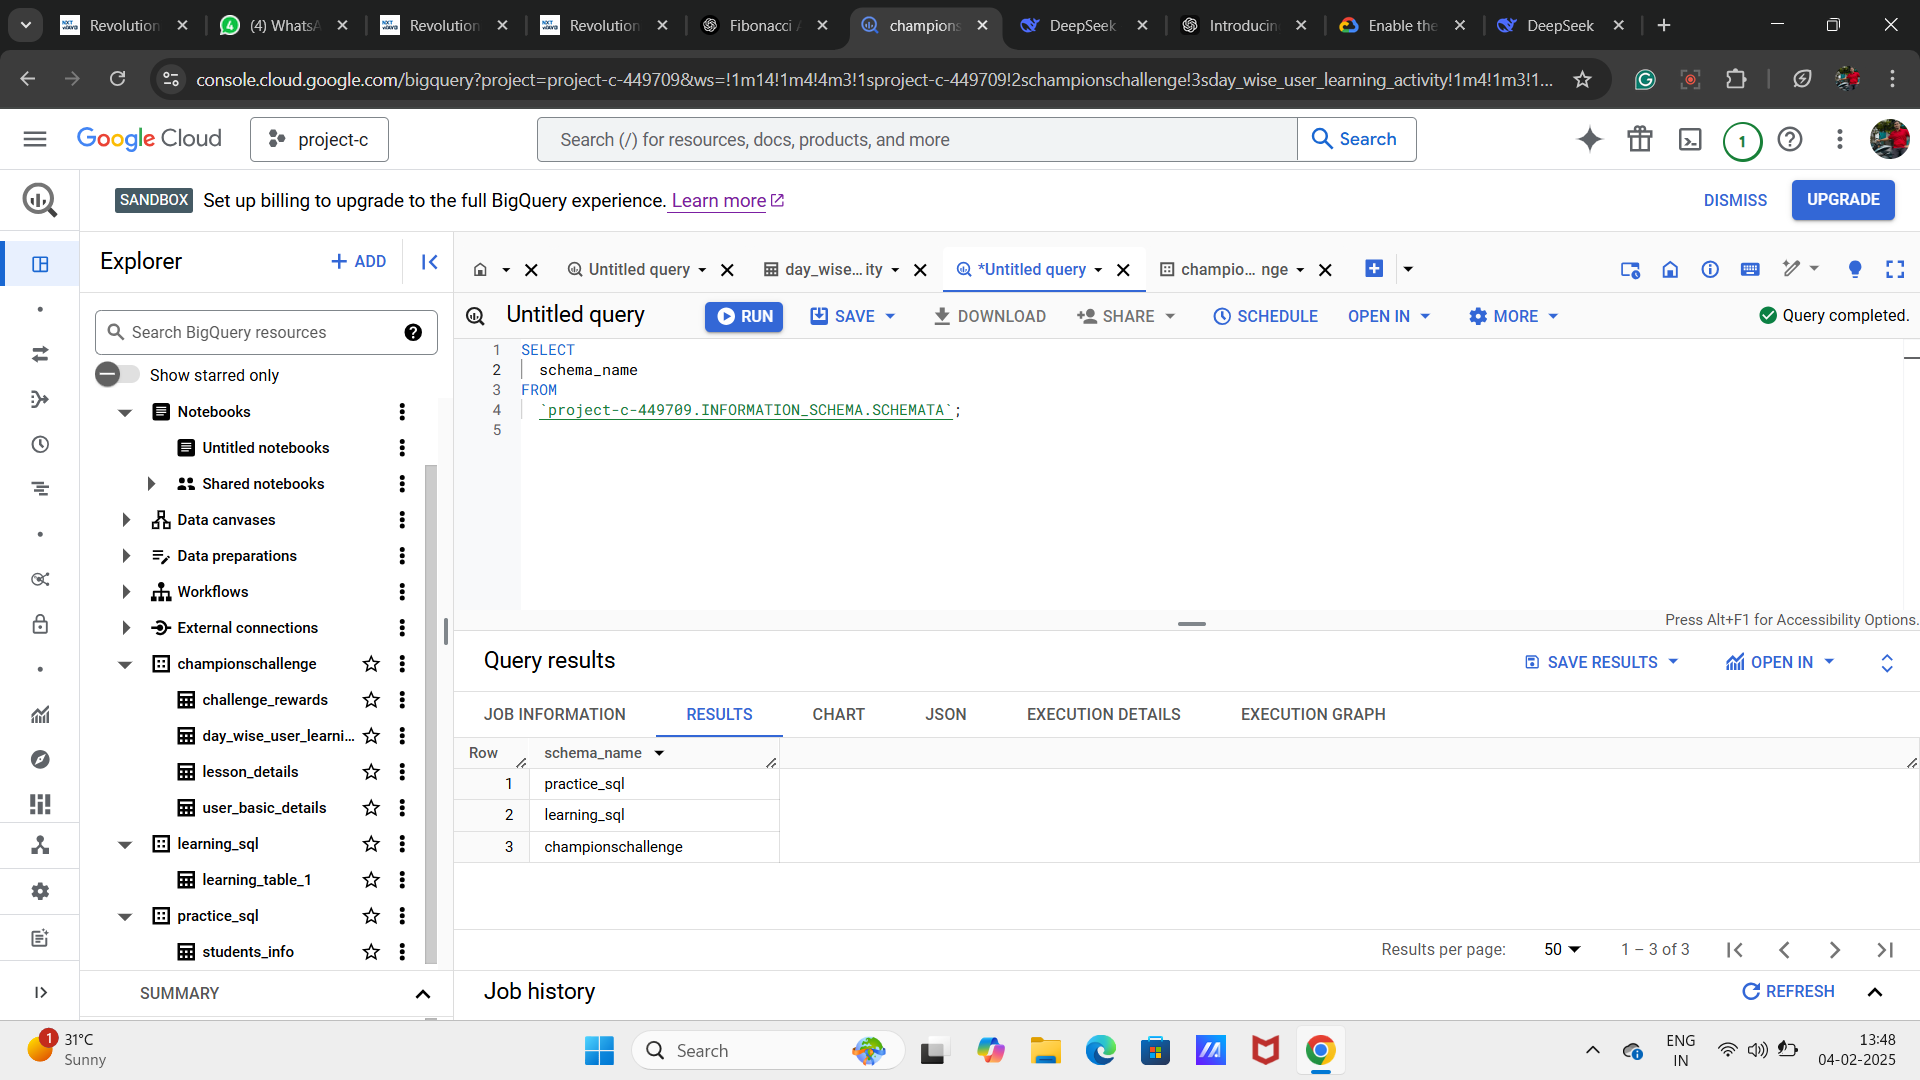 Revolution
(4) WhatsA
Revolution
Revolution
Fibonacci A
champions
DeepSeek
Introducin
Enable the
DeepSeek
console.cloud.google.com/bigquery?project=project-c-449709&ws=!1m14!1m4!4m3!1sproject-c-449709!2schampionschallenge!3sday_wise_user_learning_activity!1m4!1m3!1...
Google Cloud
project-c
Search (/) for resources, docs, products, and more
Search
1
SANDBOX
Set up billing to upgrade to the full BigQuery experience. Learn more
DISMISS
UPGRADE
Explorer
+ ADD
Untitled query
day_wise...ity
*Untitled query
champio... nge
Untitled query
RUN
SAVE
DOWNLOAD
SHARE
SCHEDULE
OPEN IN
MORE
Query completed.
Search BigQuery resources
Show starred only
Notebooks
Untitled notebooks
Shared notebooks
Data canvases
Data preparations
Workflows
External connections
championschallenge
challenge_rewards
day_wise_user_learni...
lesson_details
user_basic_details
learning_sql
learning_table_1
practice_sql
students_info
SUMMARY
1 SELECT
2 schema_name
3 FROM
4 `project-c-449709.INFORMATION_SCHEMA.SCHEMATA`;
5
Press Alt+F1 for Accessibility Options.
Query results
SAVE RESULTS
OPEN IN
JOB INFORMATION
RESULTS
CHART
JSON
EXECUTION DETAILS
EXECUTION GRAPH
Row schema_name
1 practice_sql
2 learning_sql
3 championschallenge
Results per page: 50 1 – 3 of 3
Job history
REFRESH
1
31°C
Sunny
Search
ENG
IN
13:48
04-02-2025